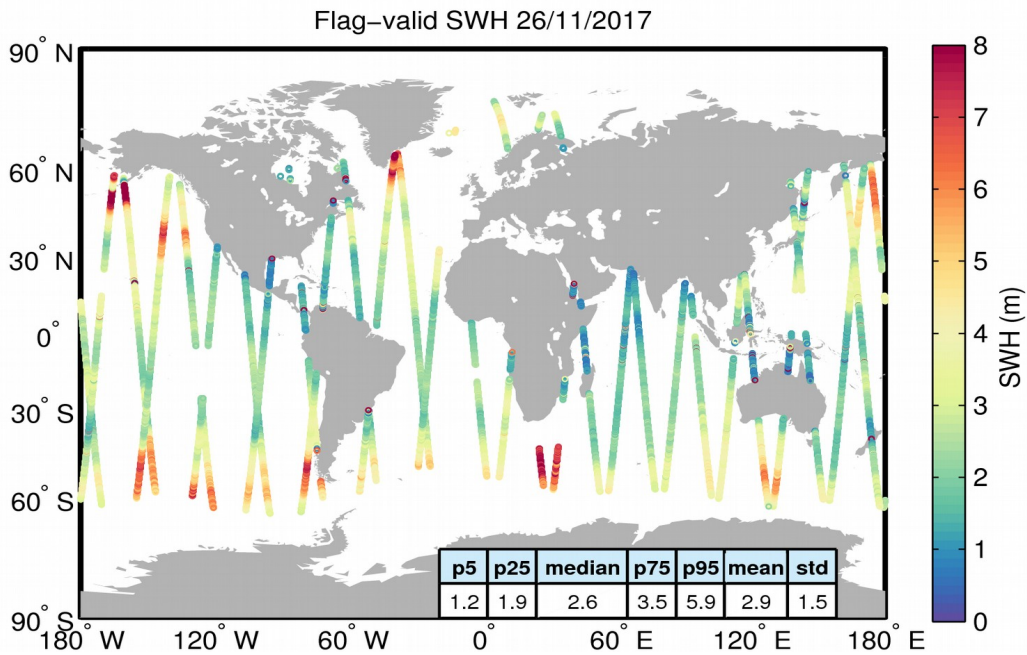 Flag−valid SWH 26/11/2017
90° N
60° N
30° N
0°
30° S
60° S
90° S
180° W
120° W
60° W
0°
60° E
120° E
180° E
p5 p25 median p75 p95 mean std
1.2 1.9 2.6 3.5 5.9 2.9 1.5
8
7
6
5
4
3
2
1
0
SWH (m)